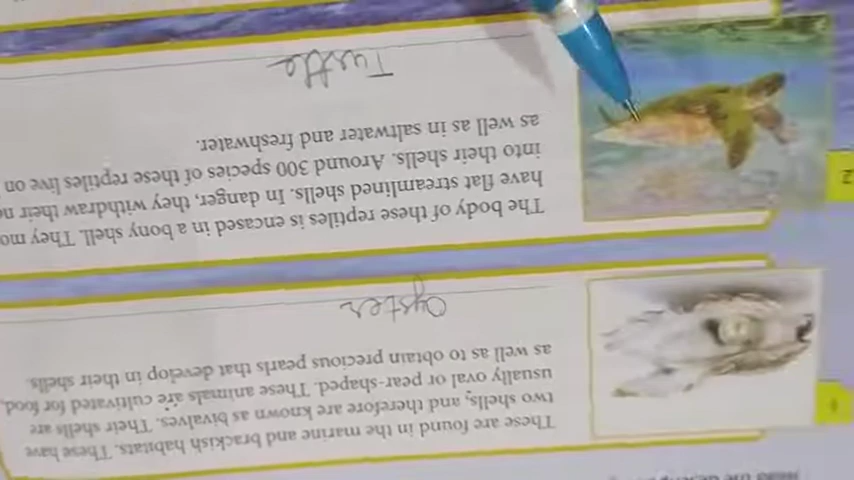 Read the
1
These are found in the marine and brackish habitats. These have
two shells, and therefore are known as bivalves. Their shells are
usually oval or pear-shaped. These animals are cultivated for food,
as well as to obtain precious pearls that develop in their shells.
Oyster
2
The body of these reptiles is encased in a bony shell. They
have flat streamlined shells. In danger, they withdraw their
into their shells. Around 300 species of these reptiles live on
as well as in saltwater and freshwater.
Turtle